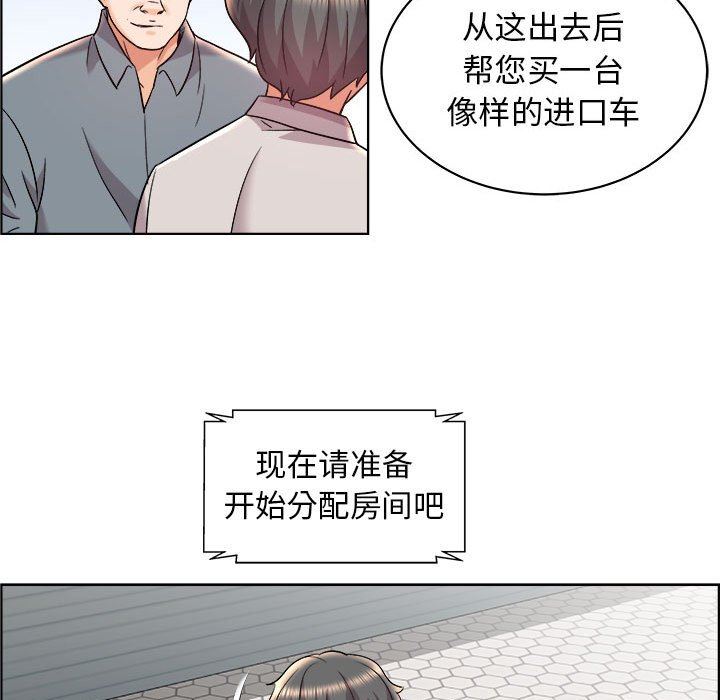 从这出去后
帮您买一台
像样的进口车
现在请准备
开始分配房间吧